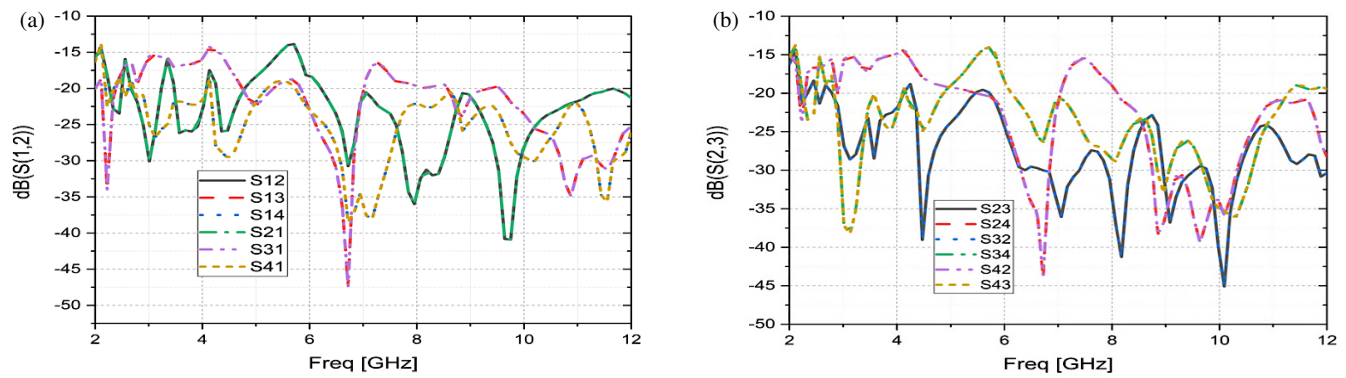 (a)
dB(S(1,2))
-10
-15
-20
-25
-30
-35
-40
-45
-50
S12
S13
S14
S21
S31
S41
2 4 6 8 10 12
Freq [GHz]
(b)
dB(S(2,3))
-10
-15
-20
-25
-30
-35
-40
-45
-50
S23
S24
S32
S34
S42
S43
2 4 6 8 10 12
Freq [GHz]